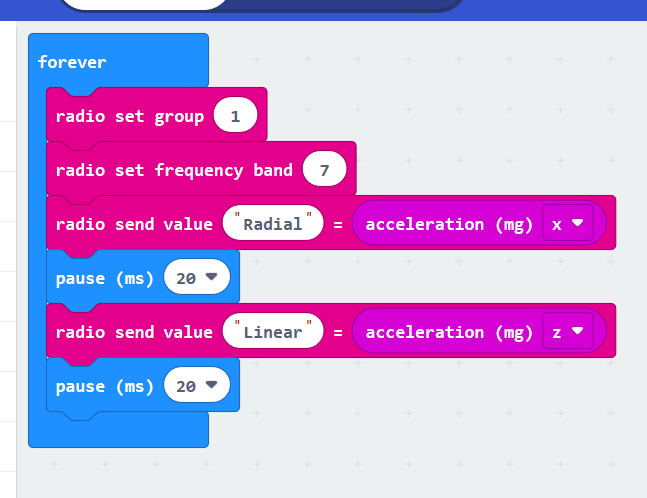 forever
radio set group 1
radio set frequency band 7
radio send value "Radial" = acceleration (mg) x
pause (ms) 20
radio send value "Linear" = acceleration (mg) z
pause (ms) 20